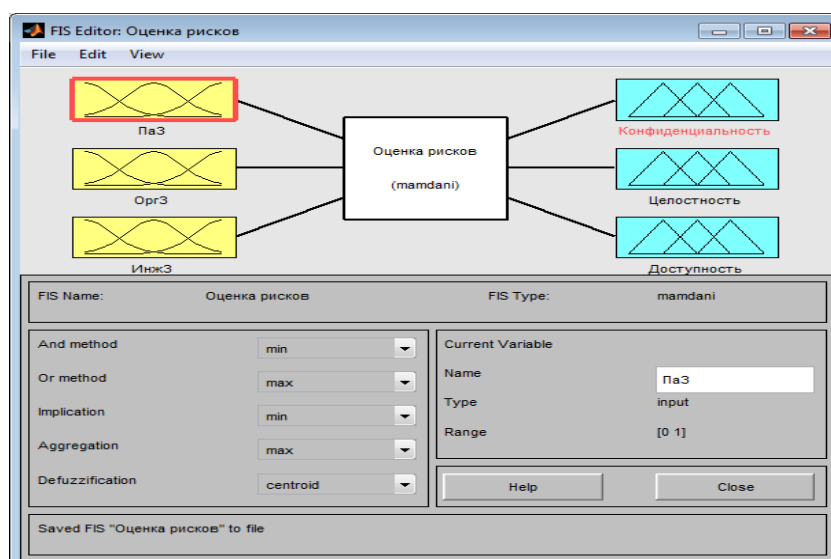 FIS Editor: Оценка рисков
File Edit View
ПаЗ
ОргЗ
ИнжЗ
Оценка рисков
(mamdani)
Конфиденциальность
Целостность
Доступность
FIS Name: Оценка рисков FIS Type: mamdani
And method min
Or method max
Implication min
Aggregation max
Defuzzification centroid
Current Variable
Name ПаЗ
Type input
Range [0 1]
Help Close
Saved FIS "Оценка рисков" to file